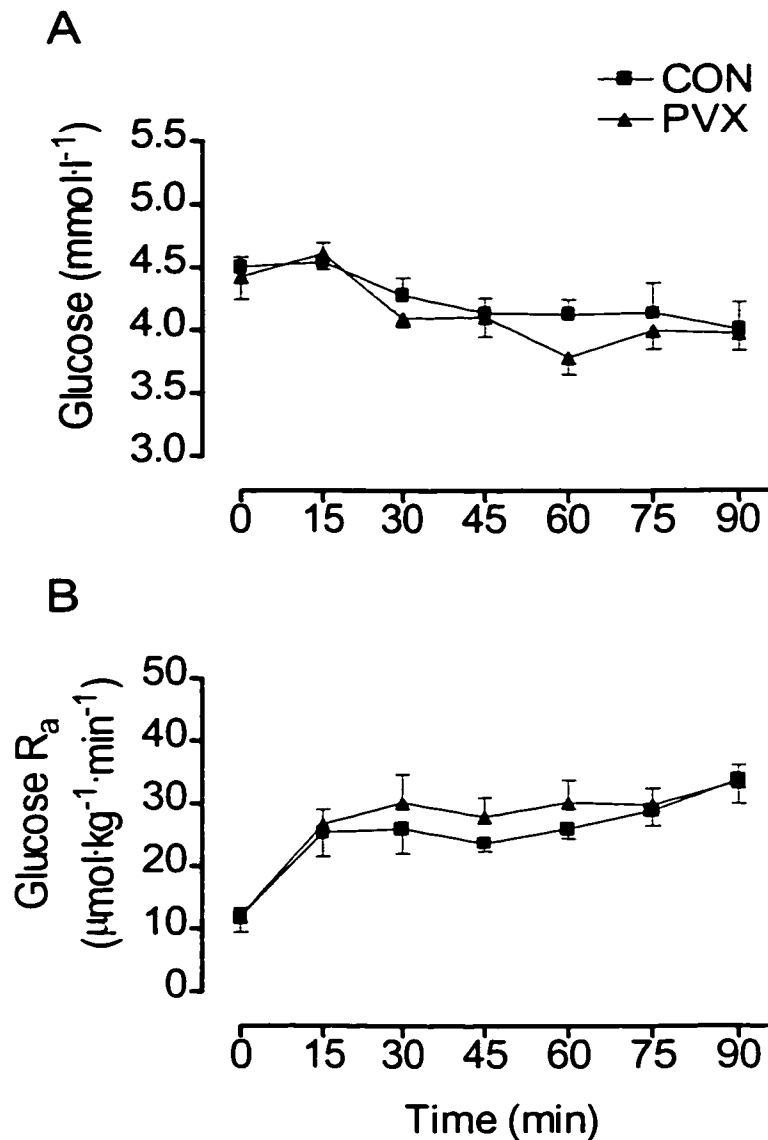 A
CON
PVX
Glucose (mmol·l⁻¹)
5.5
5.0
4.5
4.0
3.5
3.0
0 15 30 45 60 75 90
B
Glucose Rₐ
(μmol·kg⁻¹·min⁻¹)
50
40
30
20
10
0
0 15 30 45 60 75 90
Time (min)